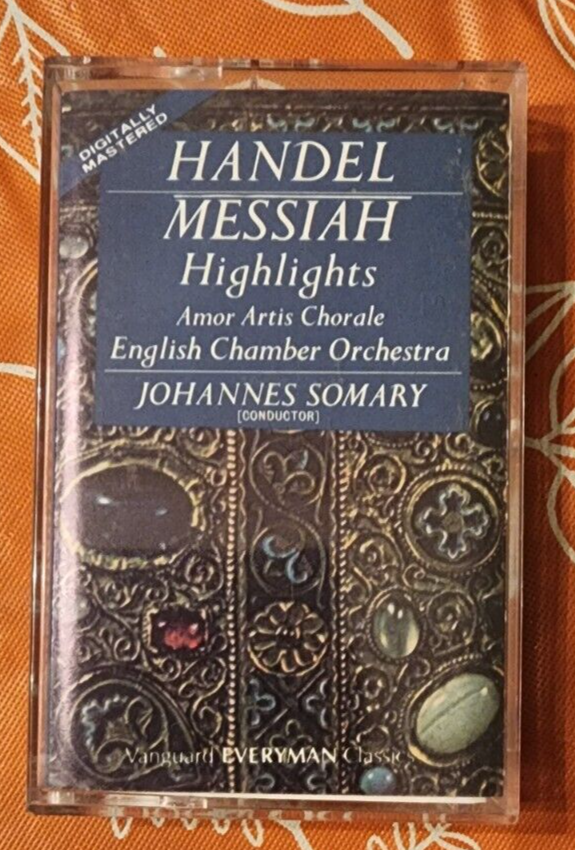 DIGITALLY
MASTERED
HANDEL
MESSIAH
Highlights
Amor Artis Chorale
English Chamber Orchestra
JOHANNES SOMARY
[CONDUCTOR]
Vanguard EVERYMAN Classics